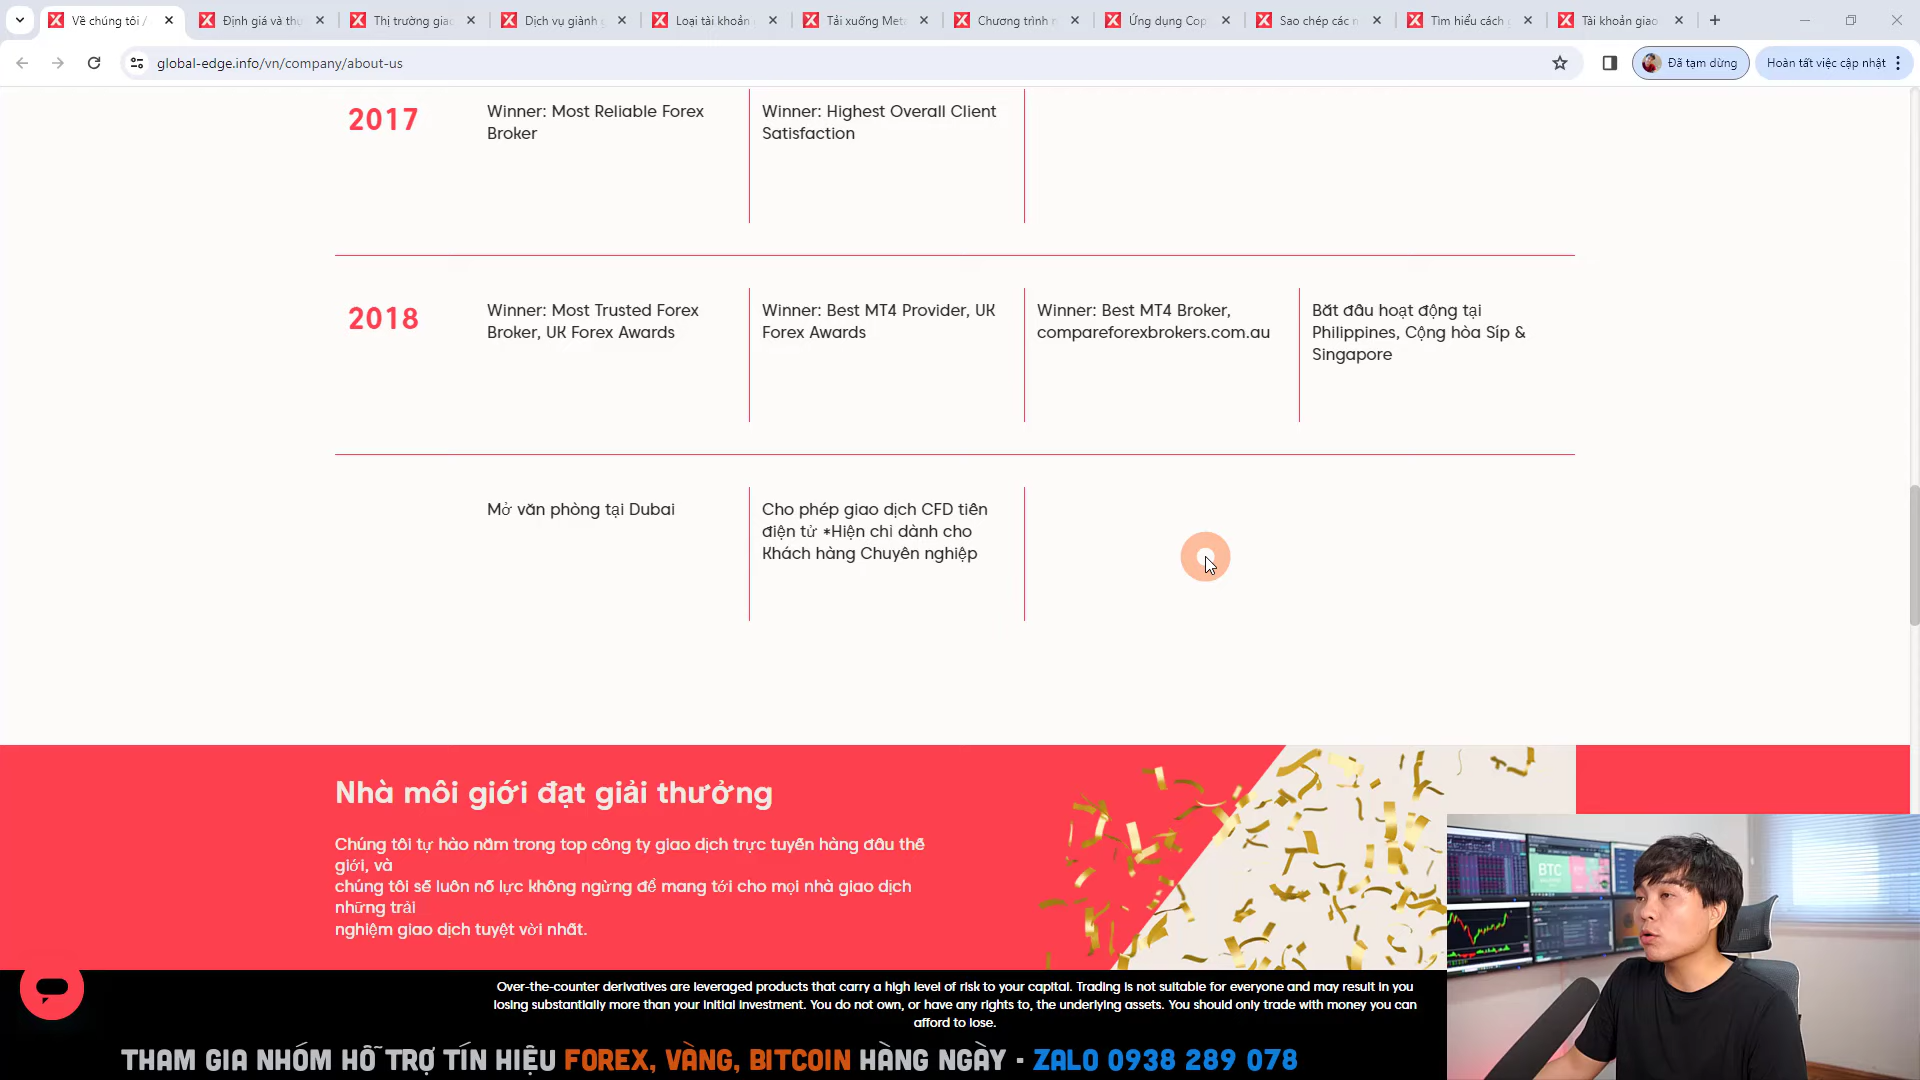 Về chúng tôi /
Định giá và thu
Thị trường giao
Dịch vụ giành
Loại tài khoản
Tải xuống Meta
Chương trình
Ứng dụng Cop
Sao chép các
Tìm hiểu cách
Tài khoản giao
global-edge.info/vn/company/about-us
Đã tạm dừng
Hoàn tất việc cập nhật
2017
Winner: Most Reliable Forex
Broker
Winner: Highest Overall Client
Satisfaction
2018
Winner: Most Trusted Forex
Broker, UK Forex Awards
Winner: Best MT4 Provider, UK
Forex Awards
Winner: Best MT4 Broker,
compareforexbrokers.com.au
Bắt đầu hoạt động tại
Philippines, Cộng hòa Síp &
Singapore
Mở văn phòng tại Dubai
Cho phép giao dịch CFD tiền
điện tử *Hiện chỉ dành cho
Khách hàng Chuyên nghiệp
Nhà môi giới đạt giải thưởng
Chúng tôi tự hào nằm trong top công ty giao dịch trực tuyến hàng đầu thế
giới, và
chúng tôi sẽ luôn nỗ lực không ngừng để mang tới cho mọi nhà giao dịch
những trải
nghiệm giao dịch tuyệt vời nhất.
BTC
Over-the-counter derivatives are leveraged products that carry a high level of risk to your capital. Trading is not suitable for everyone and may result in you
losing substantially more than your initial investment. You do not own, or have any rights to, the underlying assets. You should only trade with money you can
afford to lose.
THAM GIA NHÓM HỖ TRỢ TÍN HIỆU FOREX, VÀNG, BITCOIN HÀNG NGÀY - ZALO 0938 289 078